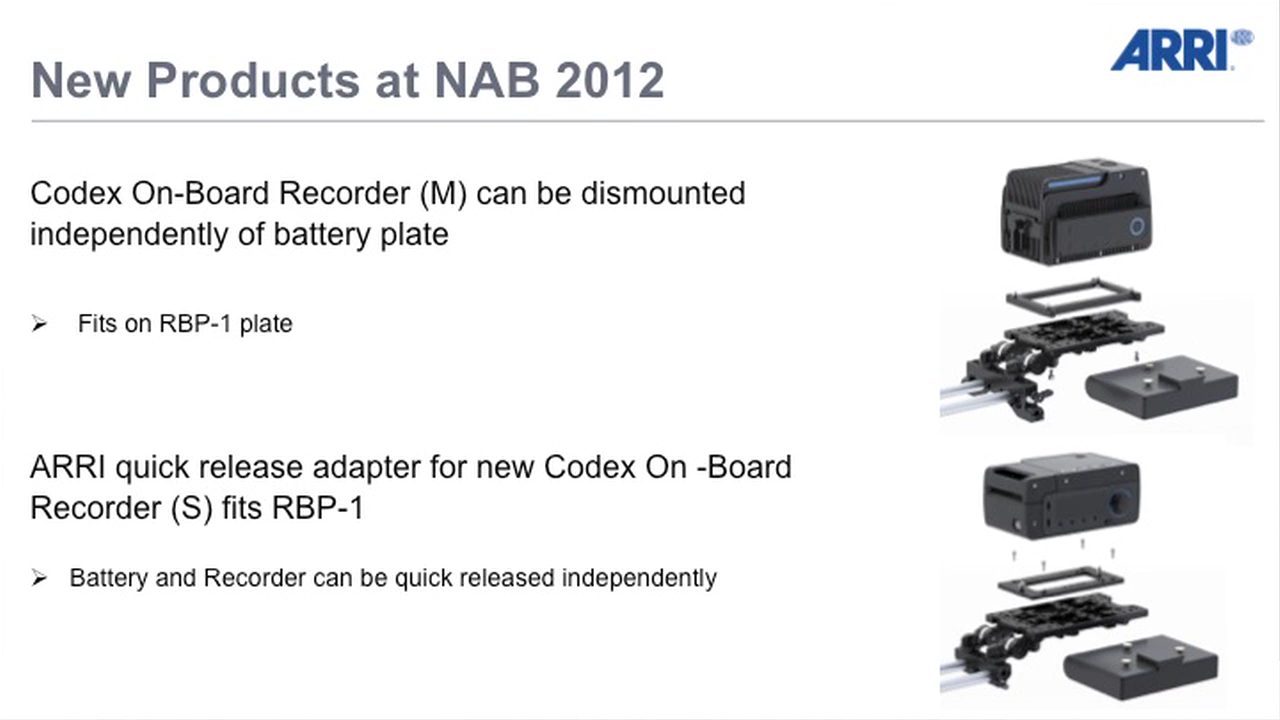 ARRI
New Products at NAB 2012
Codex On-Board Recorder (M) can be dismounted
independently of battery plate
Fits on RBP-1 plate
ARRI quick release adapter for new Codex On -Board
Recorder (S) fits RBP-1
Battery and Recorder can be quick released independently